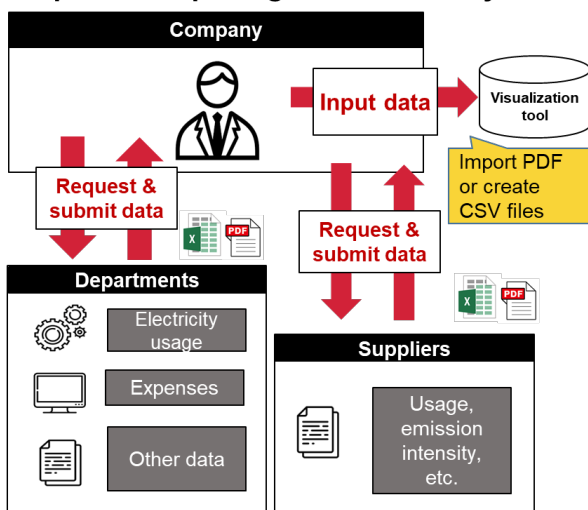 Company
Input data
Visualization
tool
Import PDF
or create
CSV files
Request &
submit data
X
PDF
Request &
submit data
X
PDF
Departments
Electricity
usage
Expenses
Other data
Suppliers
Usage,
emission
intensity,
etc.